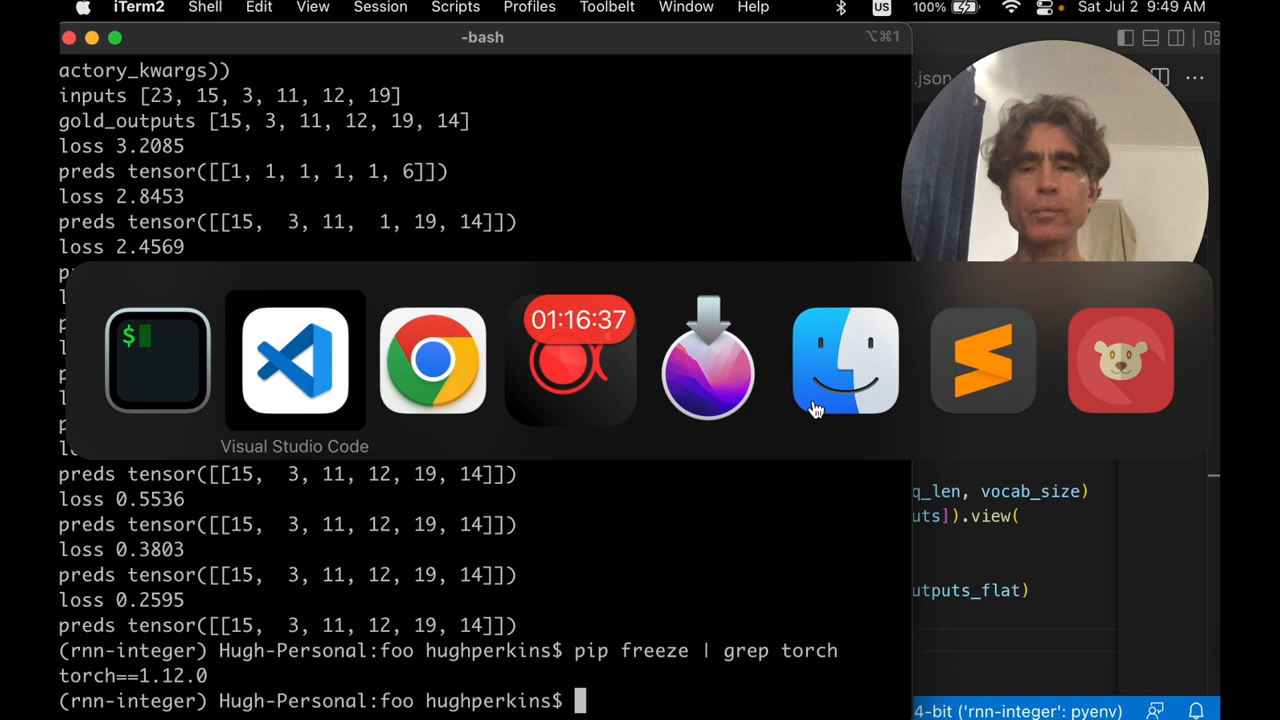 iTerm2 Shell Edit View Session Scripts Profiles Toolbelt Window Help US 100% Sat Jul 2 9:49 AM
-bash ⌥⌘1
.json ...
actory_kwargs))
inputs [23, 15, 3, 11, 12, 19]
gold_outputs [15, 3, 11, 12, 19, 14]
loss 3.2085
preds tensor([[1, 1, 1, 1, 1, 6]])
loss 2.8453
preds tensor([[15, 3, 11, 1, 19, 14]])
loss 2.4569
01:16:37
$
Visual Studio Code
preds tensor([[15, 3, 11, 12, 19, 14]])
loss 0.5536
q_len, vocab_size)
uts]).view(
preds tensor([[15, 3, 11, 12, 19, 14]])
loss 0.3803
preds tensor([[15, 3, 11, 12, 19, 14]])
utputs_flat)
loss 0.2595
preds tensor([[15, 3, 11, 12, 19, 14]])
(rnn-integer) Hugh-Personal:foo hughperkins$ pip freeze | grep torch
torch==1.12.0
(rnn-integer) Hugh-Personal:foo hughperkins$
4-bit ('rnn-integer': pyenv)